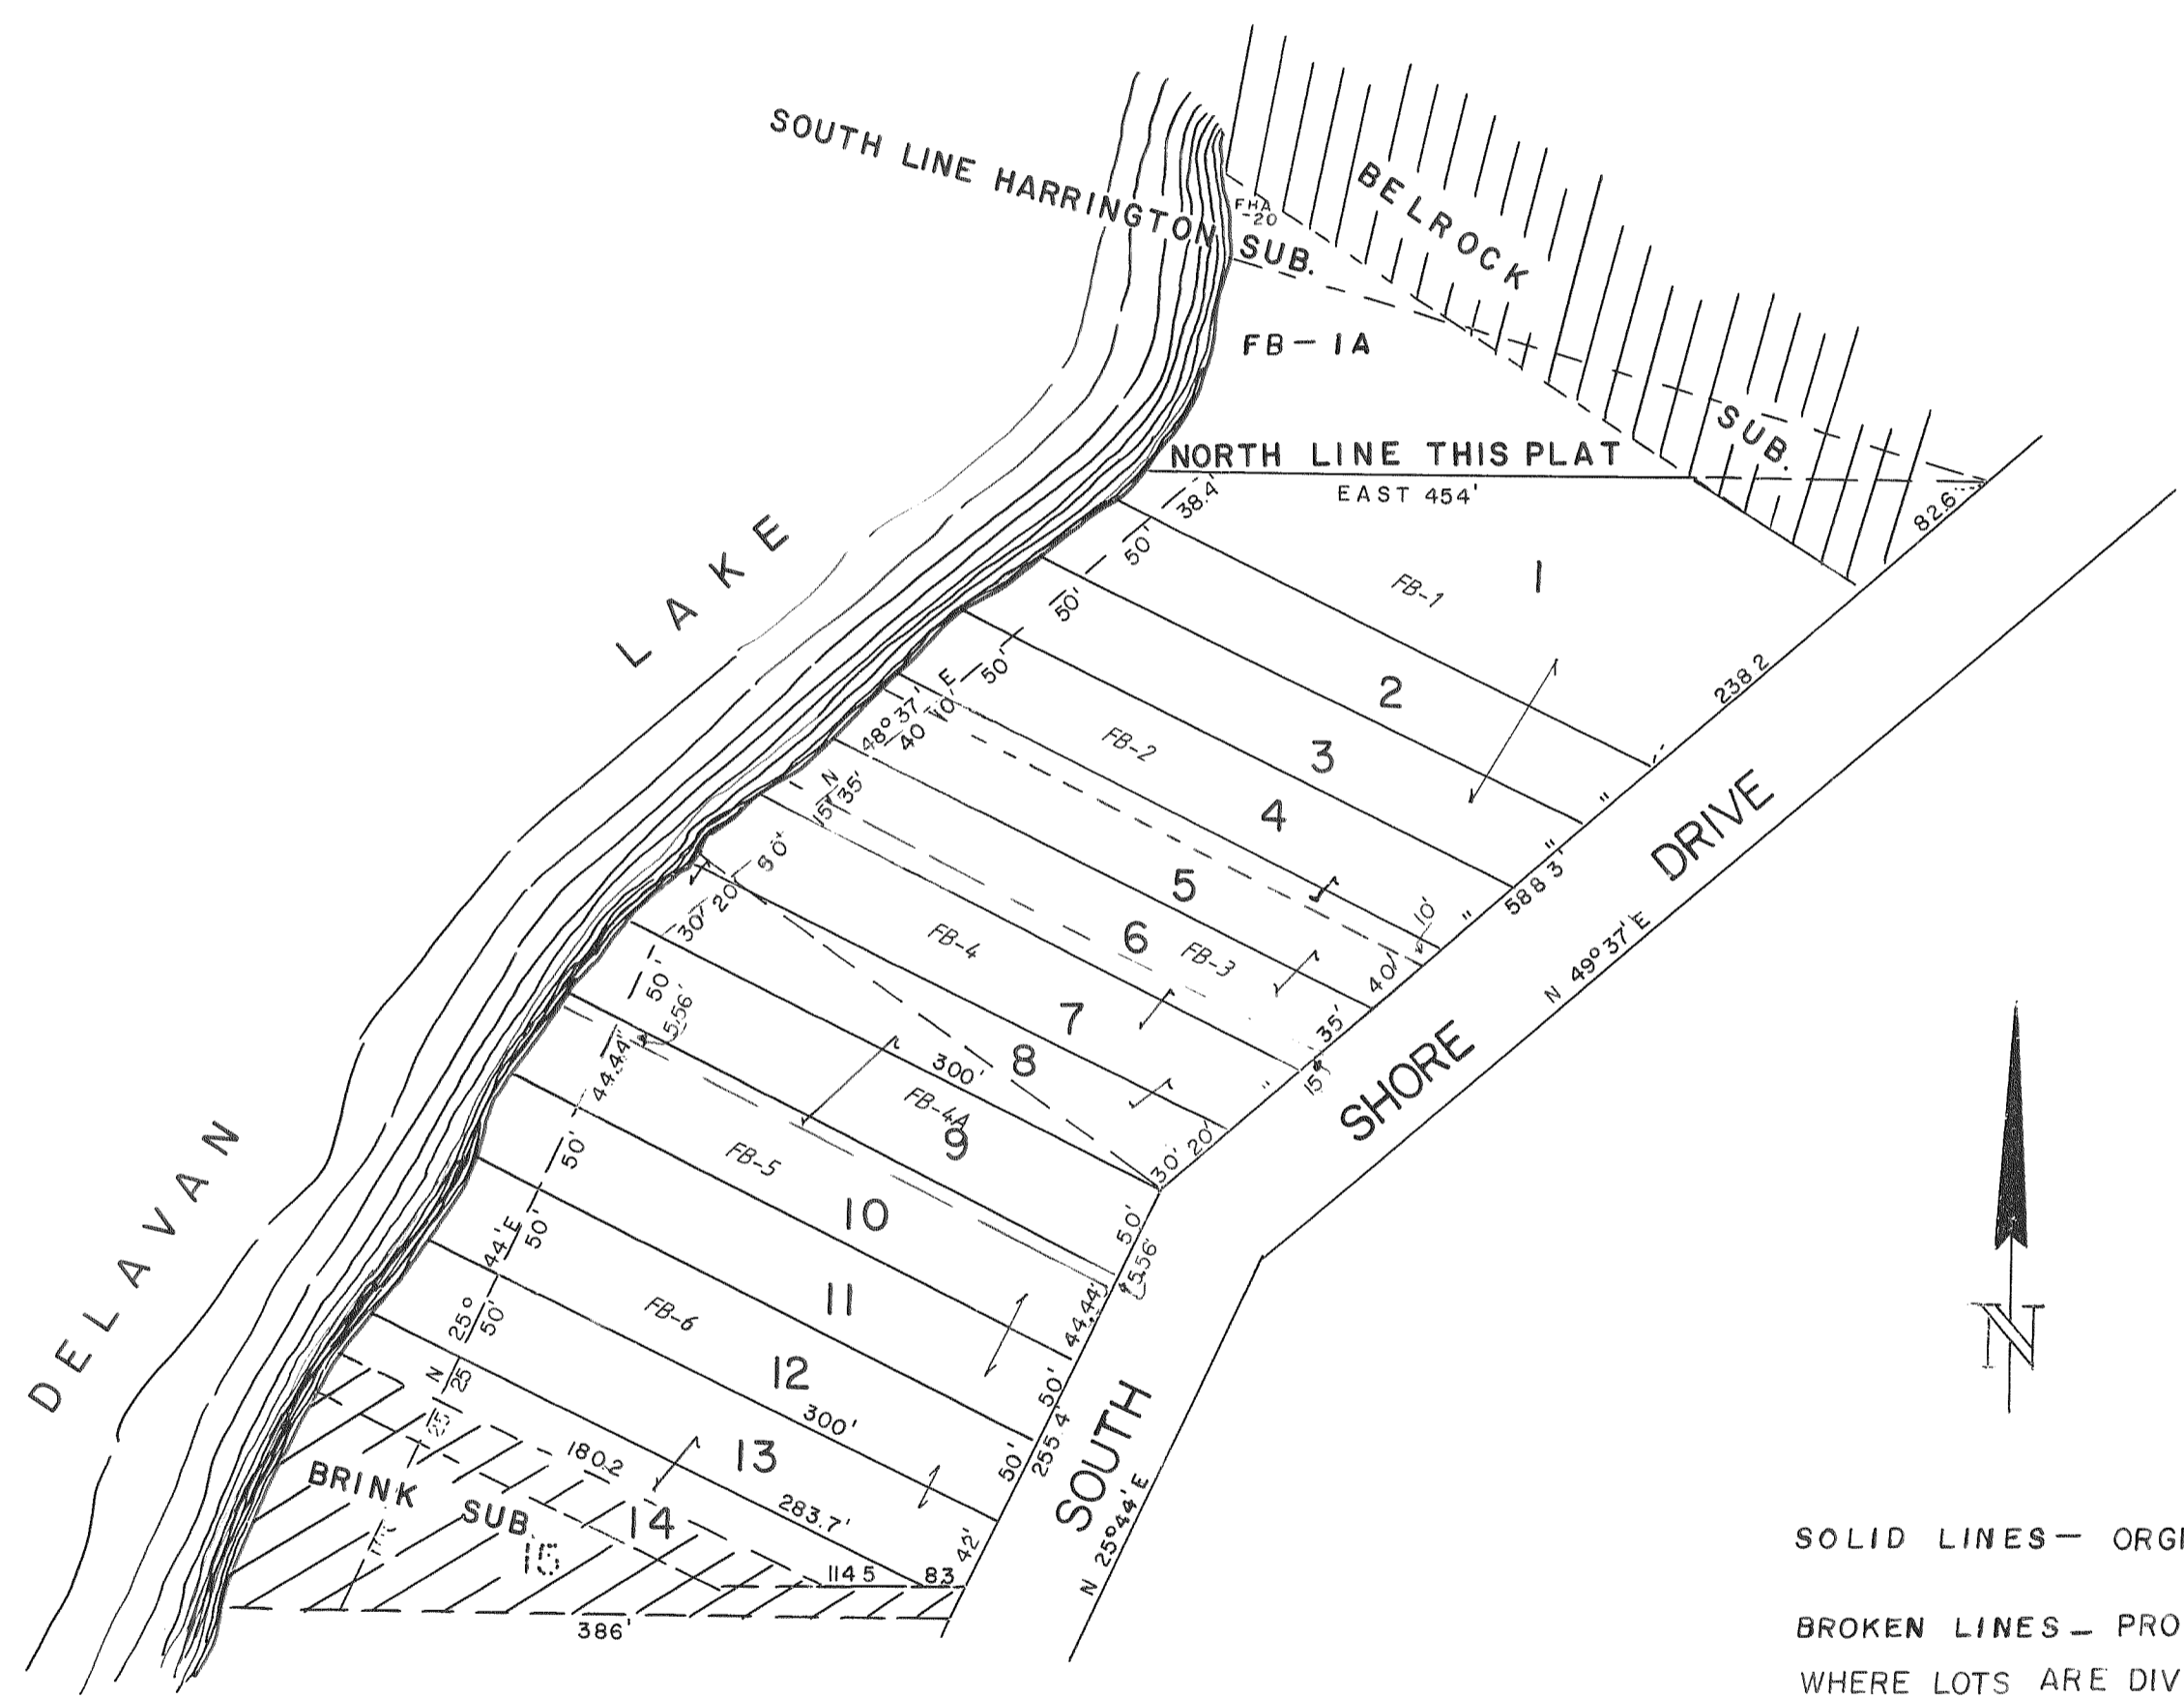 SOUTH LINE HARRINGTON SUB.
FHA
-20
BELROCK SUB.
FB-1A
NORTH LINE THIS PLAT
EAST 454'
38.4'
82.6
50'
1
FB-1
50'
238.2
2
50'
N 48° 37' E
40
10'
FB-2
3
4
588.3'
10'
40'
15'
35'
5
6
FB-3
35'
15'
50'
20'
30'
FB-4
7
8
300'
20'
30'
50'
5.56'
44.44'
FB-4A
9
50'
5.56'
44.44'
FB-5
10
50'
11
50'
50'
N 25° 44' E
50'
FB-6
12
300'
50'
255.4'
25
25
13
180.2
283.7'
42'
14
BRINK SUB.
15
114.5
83
386'
LAKE
DELAVAN
SOUTH SHORE DRIVE
N 49° 37' E
N 25° 44' E
N
SOLID LINES— ORGI
BROKEN LINES— PRO
WHERE LOTS ARE DIV